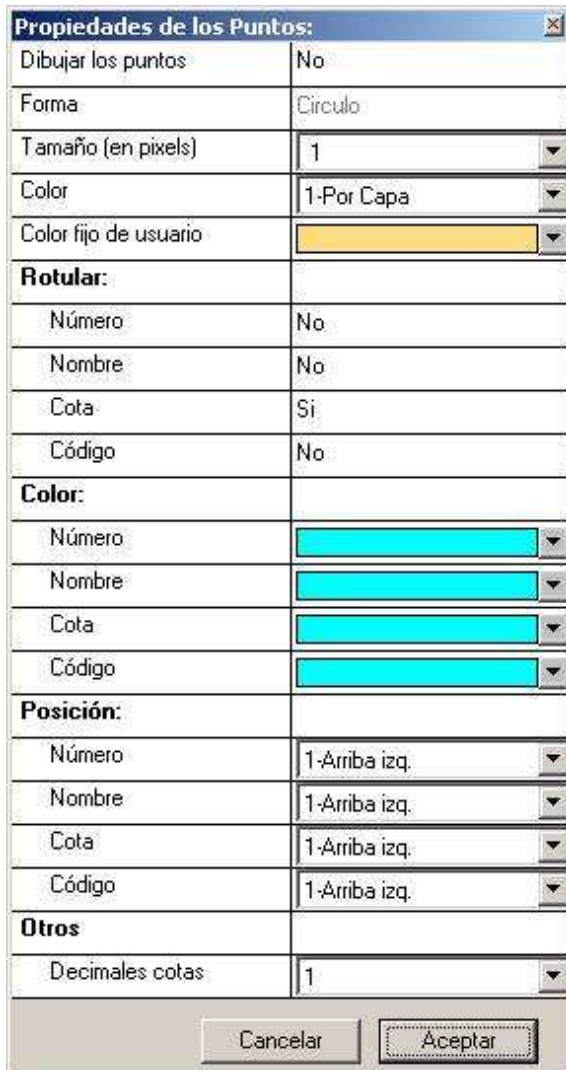 Propiedades de los Puntos:
Dibujar los puntos No
Forma Circulo
Tamaño (en pixels) 1
Color 1-Por Capa
Color fijo de usuario
Rotular:
Número No
Nombre No
Cota Si
Código No
Color:
Número
Nombre
Cota
Código
Posición:
Número 1-Arriba izq.
Nombre 1-Arriba izq.
Cota 1-Arriba izq.
Código 1-Arriba izq.
Otros
Decimales cotas 1
Cancelar Aceptar